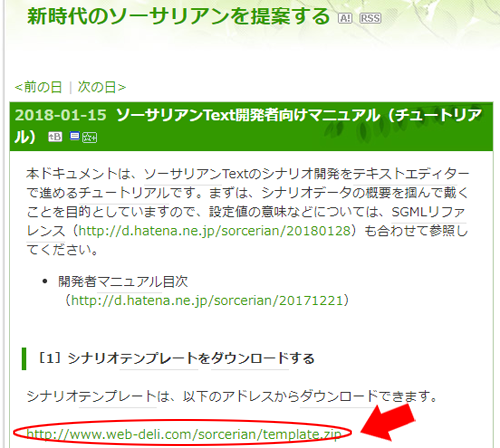 新時代のソーサリアンを提案する A! RSS
<前の日 | 次の日>
2018-01-15 ソーサリアンText開発者向けマニュアル（チュートリア
ル） B!
本ドキュメントは、ソーサリアンTextのシナリオ開発をテキストエディター
で進めるチュートリアルです。まずは、シナリオデータの概要を掴んで戴く
ことを目的としていますので、設定値の意味などについては、SGMLリファ
レンス（http://d.hatena.ne.jp/sorcerian/20180128）も合わせて参照し
てください。
• 開発者マニュアル目次
（http://d.hatena.ne.jp/sorcerian/20171221）
［1］シナリオテンプレートをダウンロードする
シナリオテンプレートは、以下のアドレスからダウンロードできます。
http://www.web-deli.com/sorcerian/template.zip